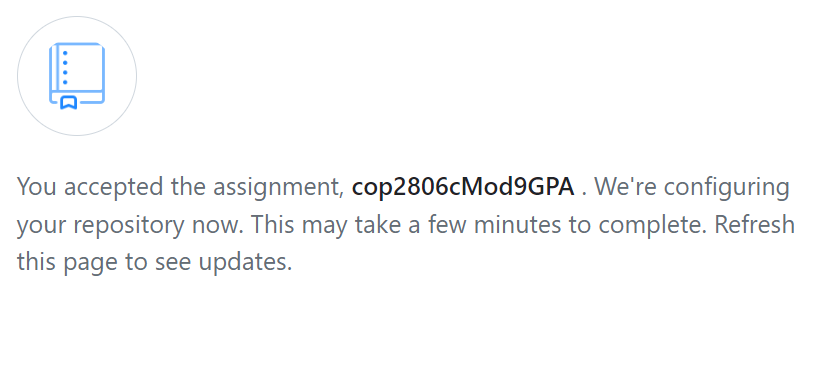 You accepted the assignment, cop2806cMod9GPA . We're configuring
your repository now. This may take a few minutes to complete. Refresh
this page to see updates.